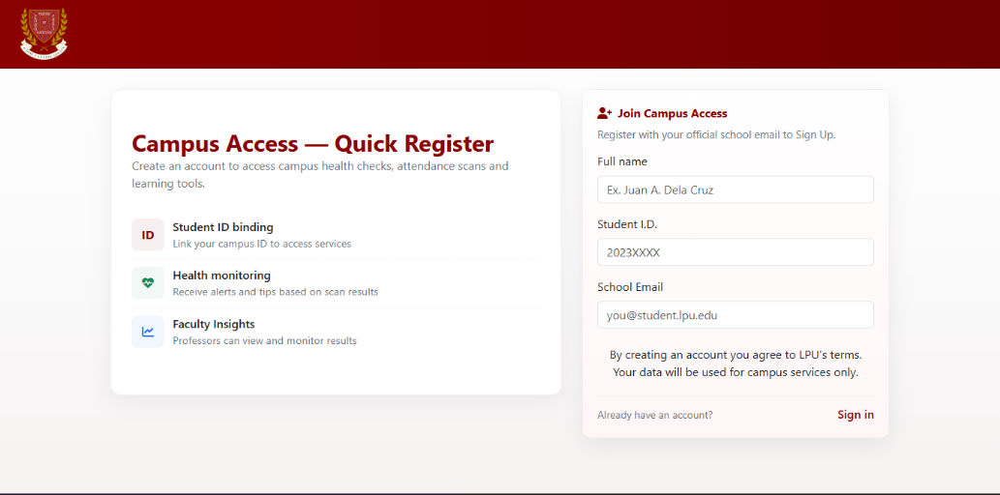 Campus Access — Quick Register
Create an account to access campus health checks, attendance scans and
learning tools.
ID
Student ID binding
Link your campus ID to access services
Health monitoring
Receive alerts and tips based on scan results
Faculty Insights
Professors can view and monitor results
Join Campus Access
Register with your official school email to Sign Up.
Full name
Ex. Juan A. Dela Cruz
Student I.D.
2023XXXX
School Email
you@student.lpu.edu
By creating an account you agree to LPU's terms.
Your data will be used for campus services only.
Already have an account?
Sign in